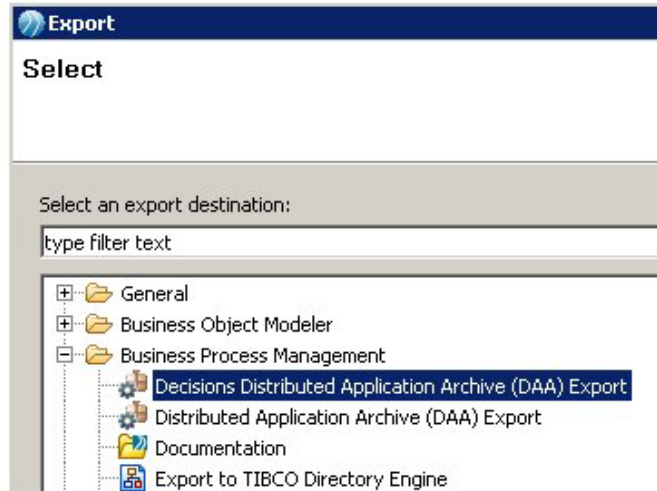 Export
Select
Select an export destination:
type filter text
General
Business Object Modeler
Business Process Management
Decisions Distributed Application Archive (DAA) Export
Distributed Application Archive (DAA) Export
Documentation
Export to TIBCO Directory Engine